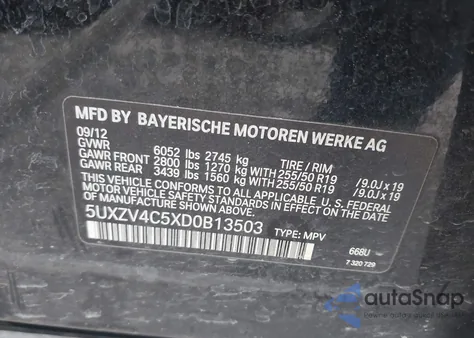 MFD BY BAYERISCHE MOTOREN WERKE AG
09/12
GVWR 6052 lbs 2745 kg TIRE / RIM
GAWR FRONT 2800 lbs 1270 kg WITH 255/50 R19 /9.0J x 19
GAWR REAR 3439 lbs 1560 kg WITH 255/50 R19 /9.0J x 19
THIS VEHICLE CONFORMS TO ALL APPLICABLE U.S. FEDERAL
MOTOR VEHICLE SAFETY STANDARDS IN EFFECT ON THE DATE
OF MANUFACTURE SHOWN ABOVE.
5UXZV4C5XD0B13503 TYPE: MPV
668U
7 320 729
autoSnap
www.autosnap.com